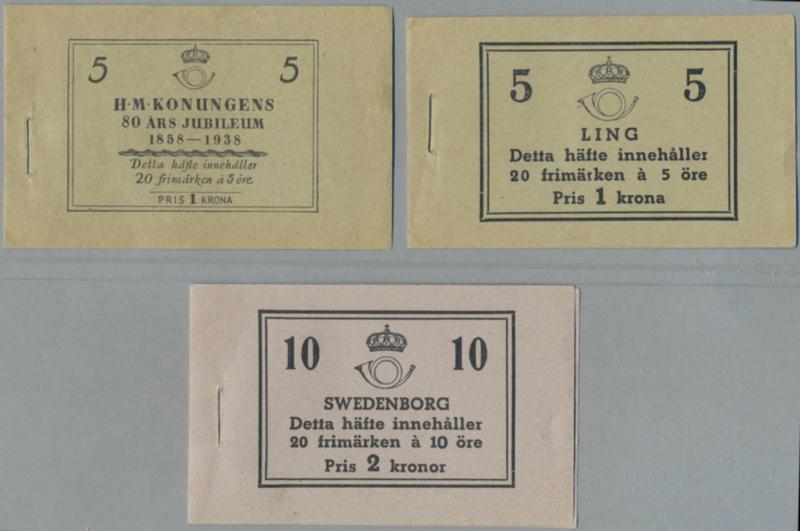 5 5
H·M·KONUNGENS
80 ÅRS JUBILEUM
1858—1938
Detta häfte innehåller
20 frimärken à 5 öre.
PRIS 1 KRONA
5 5
LING
Detta häfte innehåller
20 frimärken à 5 öre
Pris 1 krona
10 10
SWEDENBORG
Detta häfte innehåller
20 frimärken à 10 öre
Pris 2 kronor